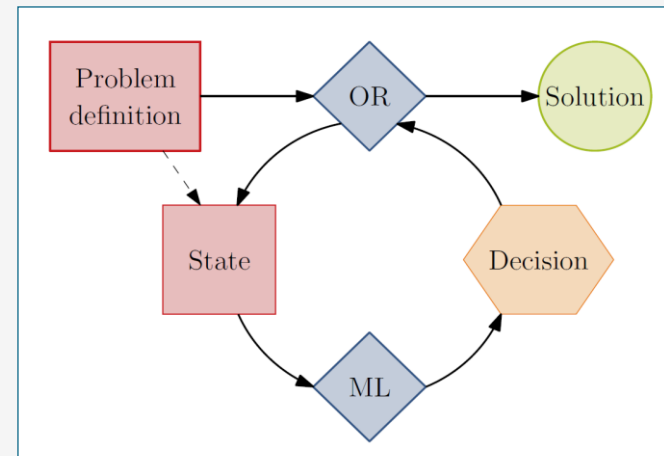 Problem
definition
OR
Solution
State
Decision
ML